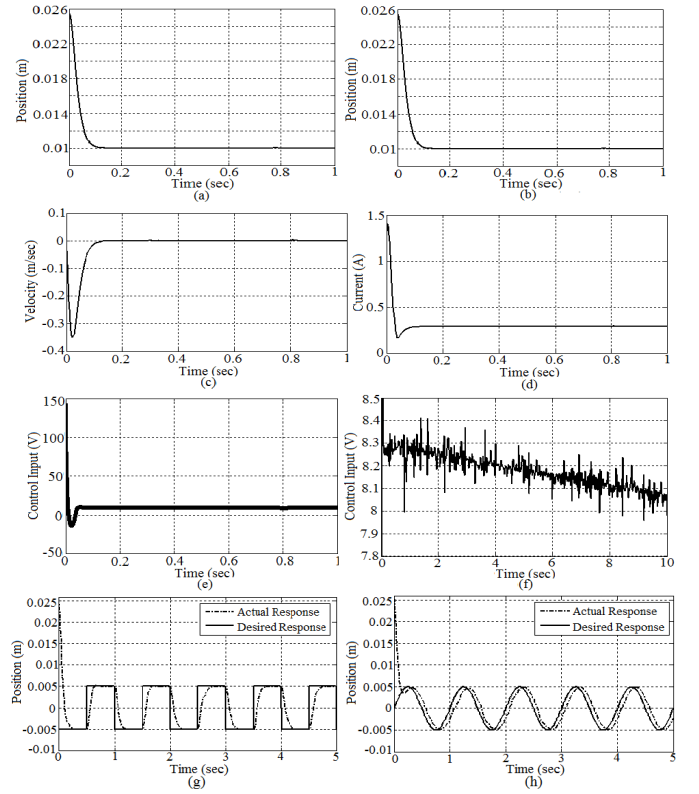 0.026
0.022
0.018
0.014
0.01
Position (m)
0 0.2 0.4 0.6 0.8 1
Time (sec)
(a)
0.026
0.022
0.018
0.014
0.01
Position (m)
0 0.2 0.4 0.6 0.8 1
Time (sec)
(b)
0.1
0
-0.1
-0.2
-0.3
-0.4
Velocity (m/sec)
0 0.2 0.4 0.6 0.8 1
Time (sec)
(c)
1.5
1
0.5
0
Current (A)
0 0.2 0.4 0.6 0.8 1
Time (sec)
(d)
150
100
50
0
-50
Control Input (V)
0 0.2 0.4 0.6 0.8 1
Time (sec)
(e)
8.5
8.4
8.3
8.2
8.1
8
7.9
7.8
Control Input (V)
0 2 4 6 8 10
Time (sec)
(f)
0.025
0.02
0.015
0.01
0.005
0
-0.005
-0.01
Position (m)
Actual Response
Desired Response
0 1 2 3 4 5
Time (sec)
(g)
0.025
0.02
0.015
0.01
0.005
0
-0.005
-0.01
Position (m)
Actual Response
Desired Response
0 1 2 3 4 5
Time (sec)
(h)